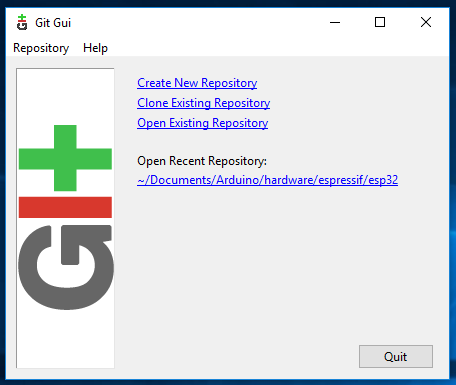 Git Gui
Repository Help
Create New Repository
Clone Existing Repository
Open Existing Repository
Open Recent Repository:
~/Documents/Arduino/hardware/espressif/esp32
GIt
Quit